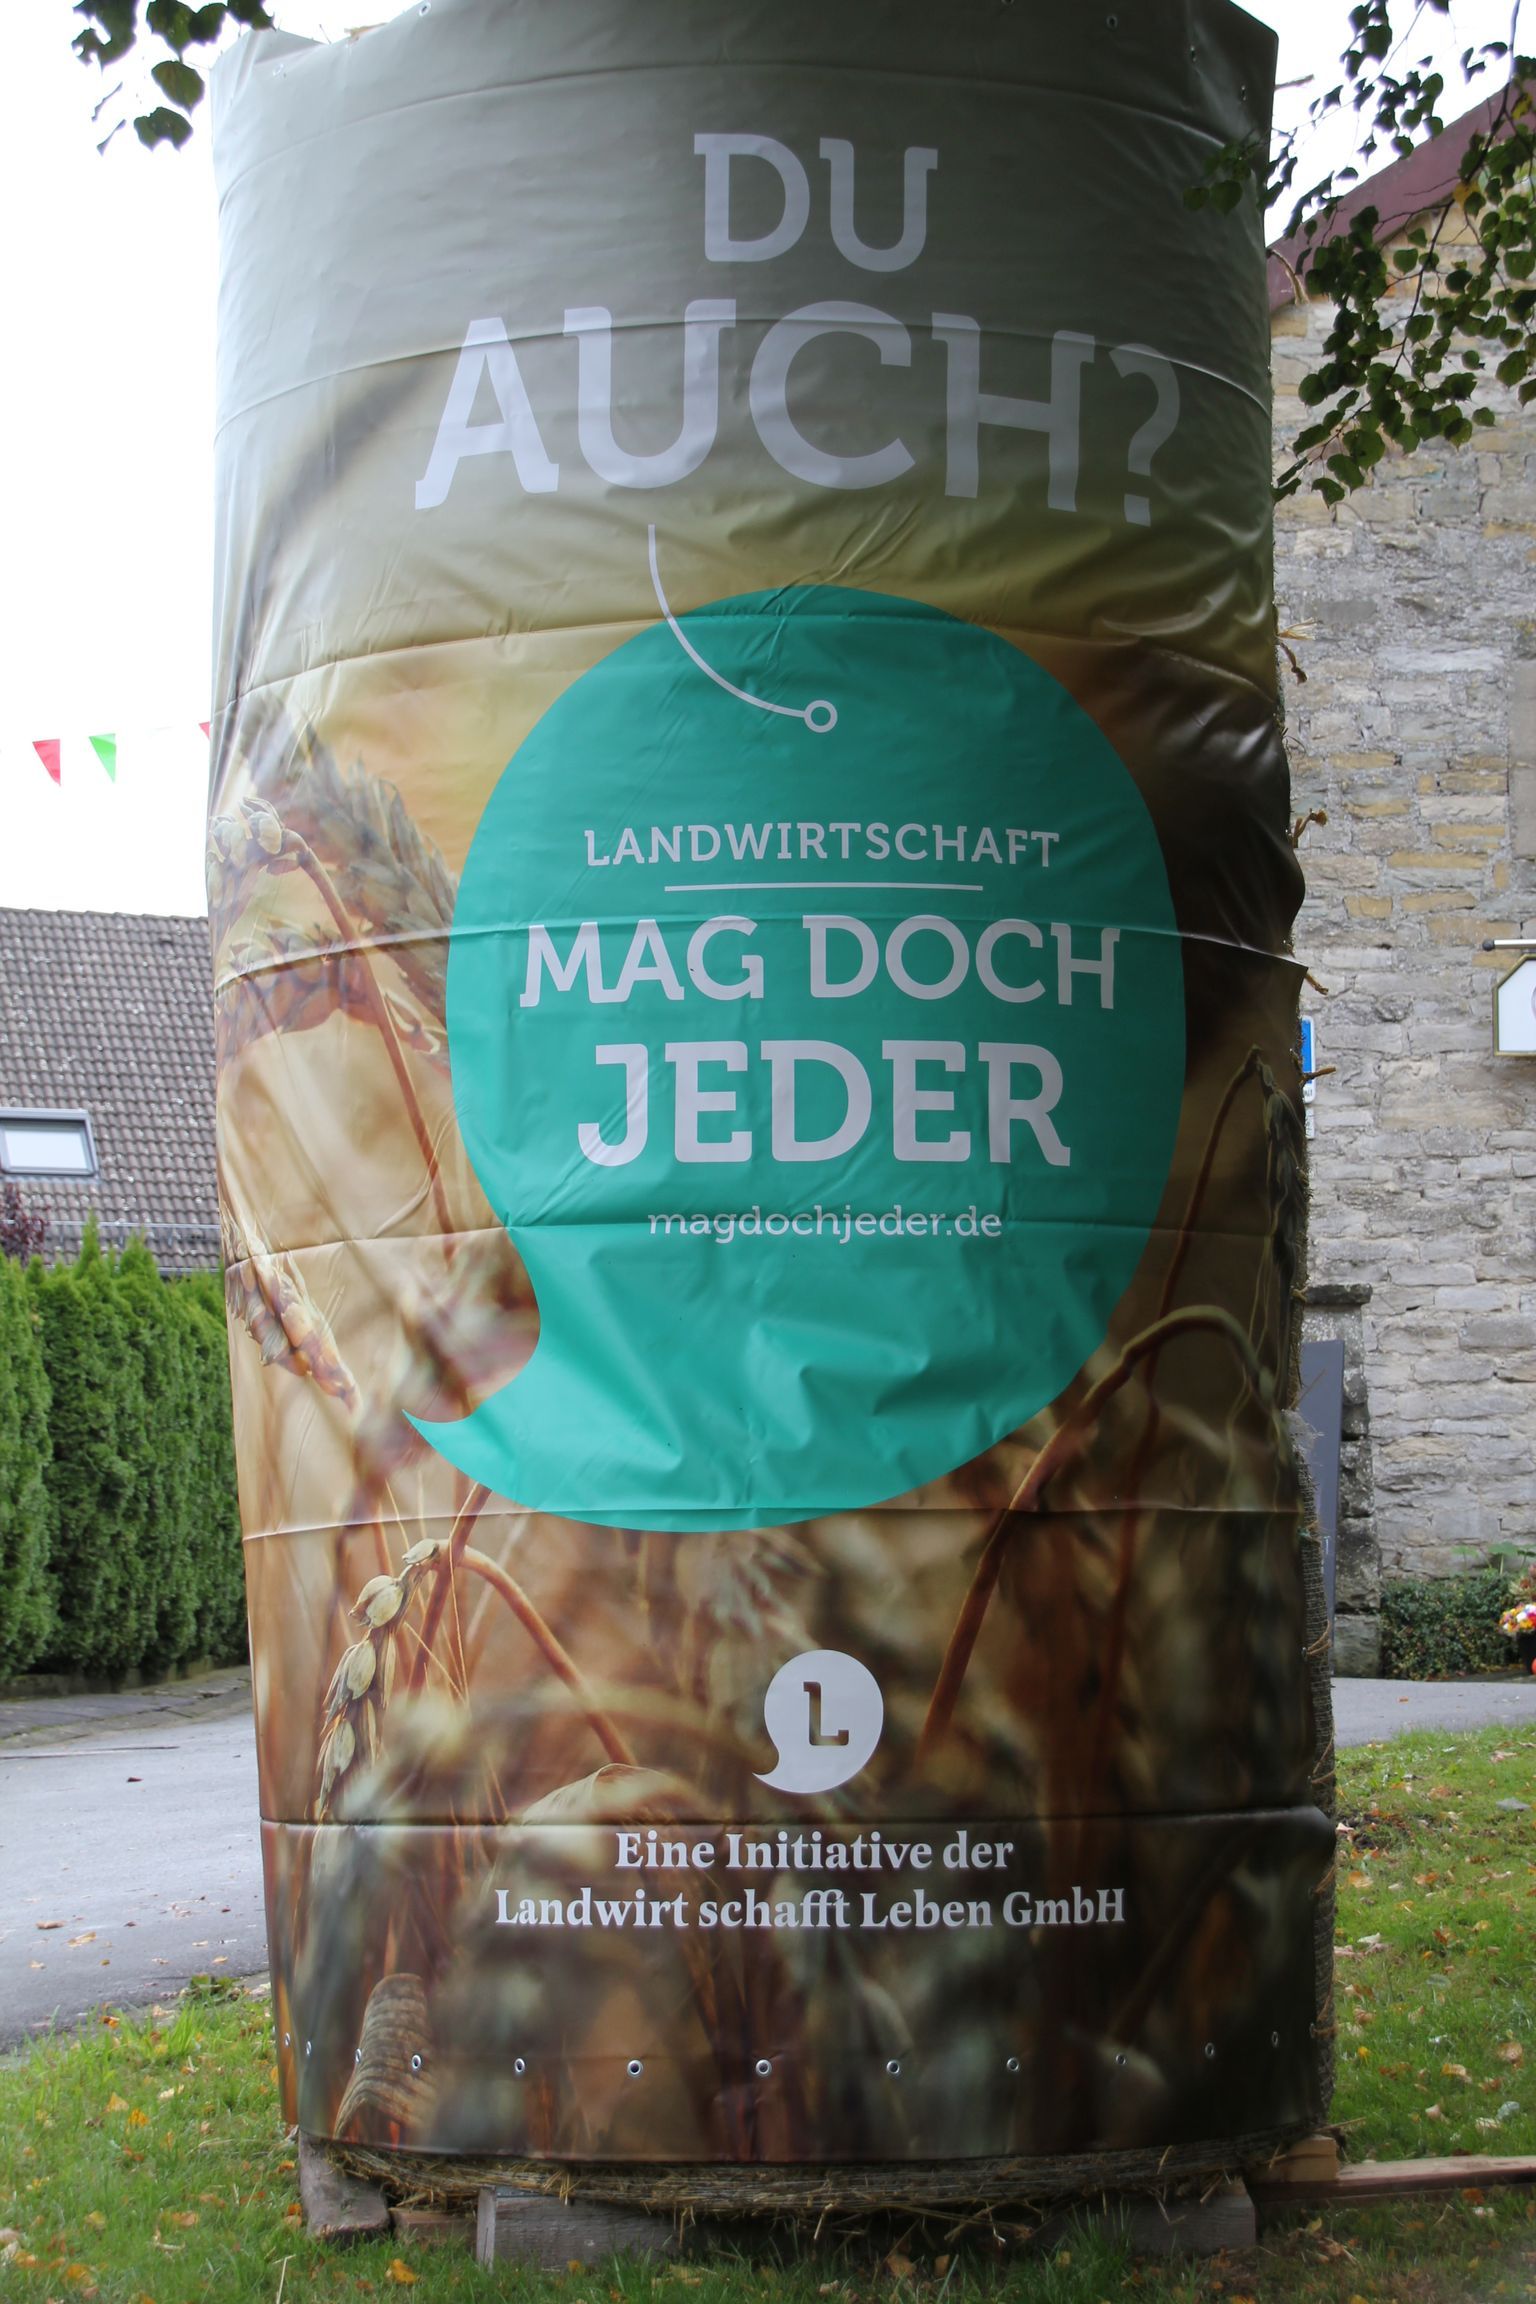 DU
AUCH?
LANDWIRTSCHAFT
MAG DOCH
JEDER
magdochjeder.de
L
Eine Initiative der
Landwirt schafft Leben GmbH